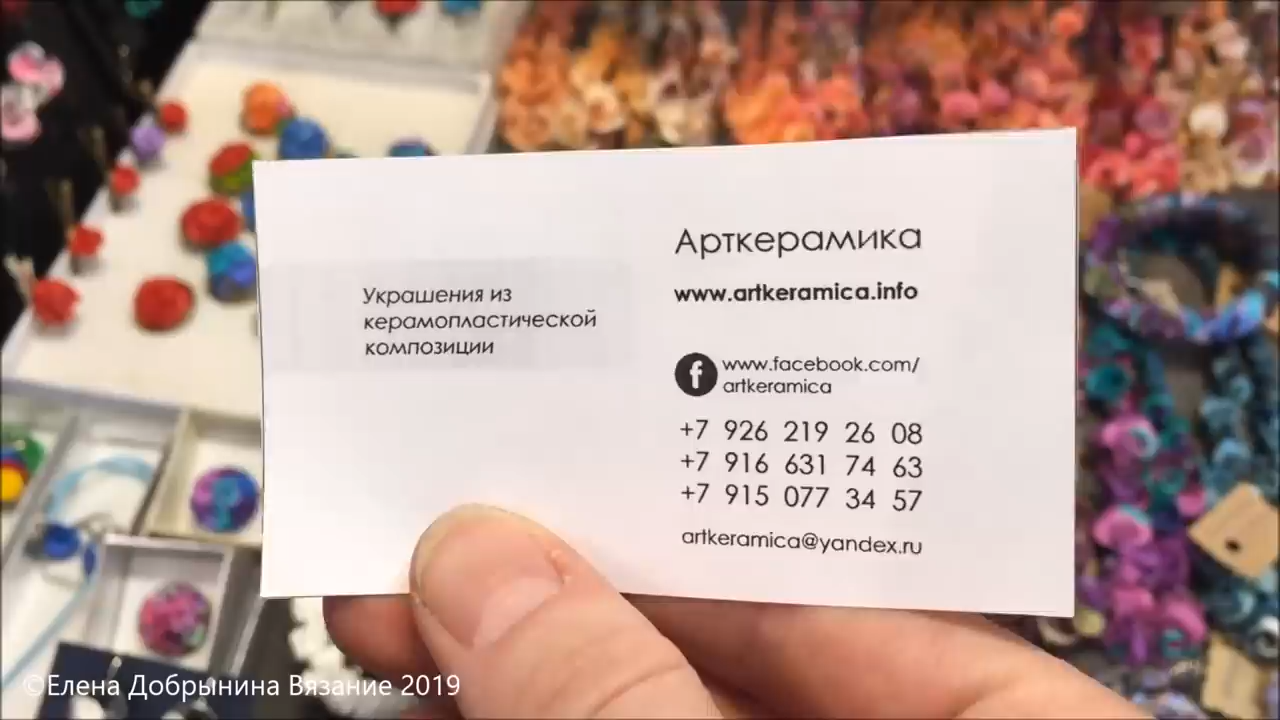 Украшения из
керамопластической
композиции
Арткерамика
www.artkeramica.info
www.facebook.com/
artkeramica
+7 926 219 26 08
+7 916 631 74 63
+7 915 077 34 57
artkeramica@yandex.ru
©Елена Добрынина Вязание 2019